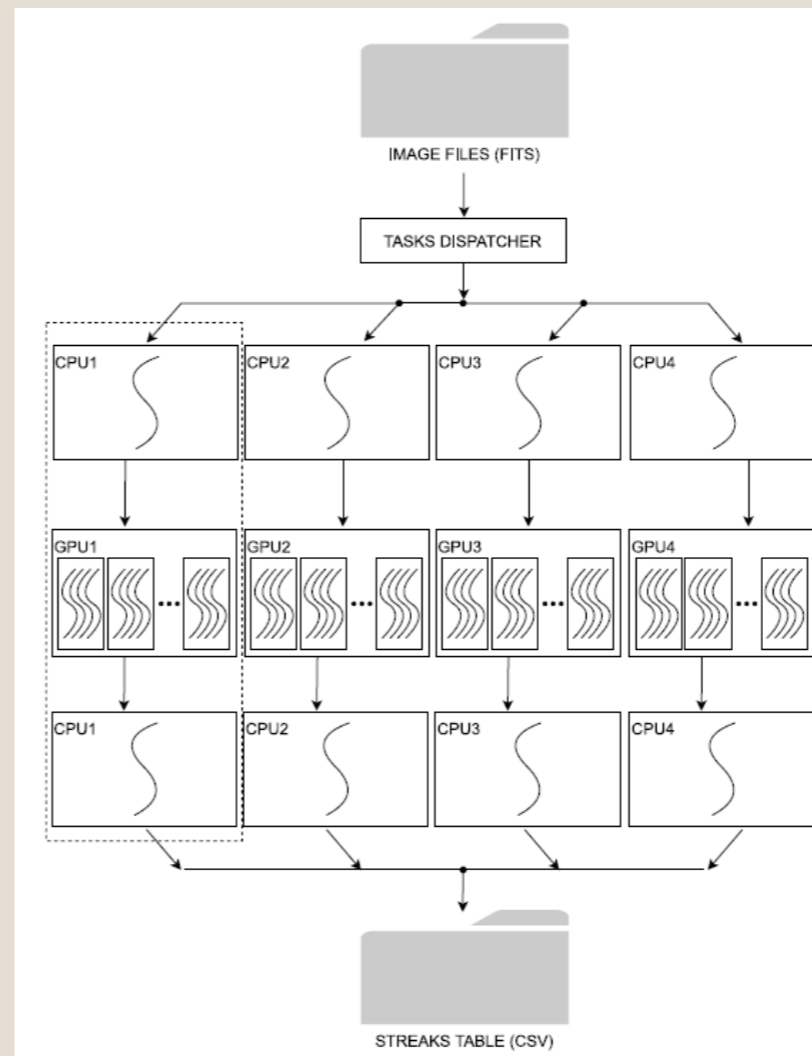 IMAGE FILES (FITS)
TASKS DISPATCHER
CPU1 CPU2 CPU3 CPU4
GPU1 GPU2 GPU3 GPU4
CPU1 CPU2 CPU3 CPU4
STREAKS TABLE (CSV)